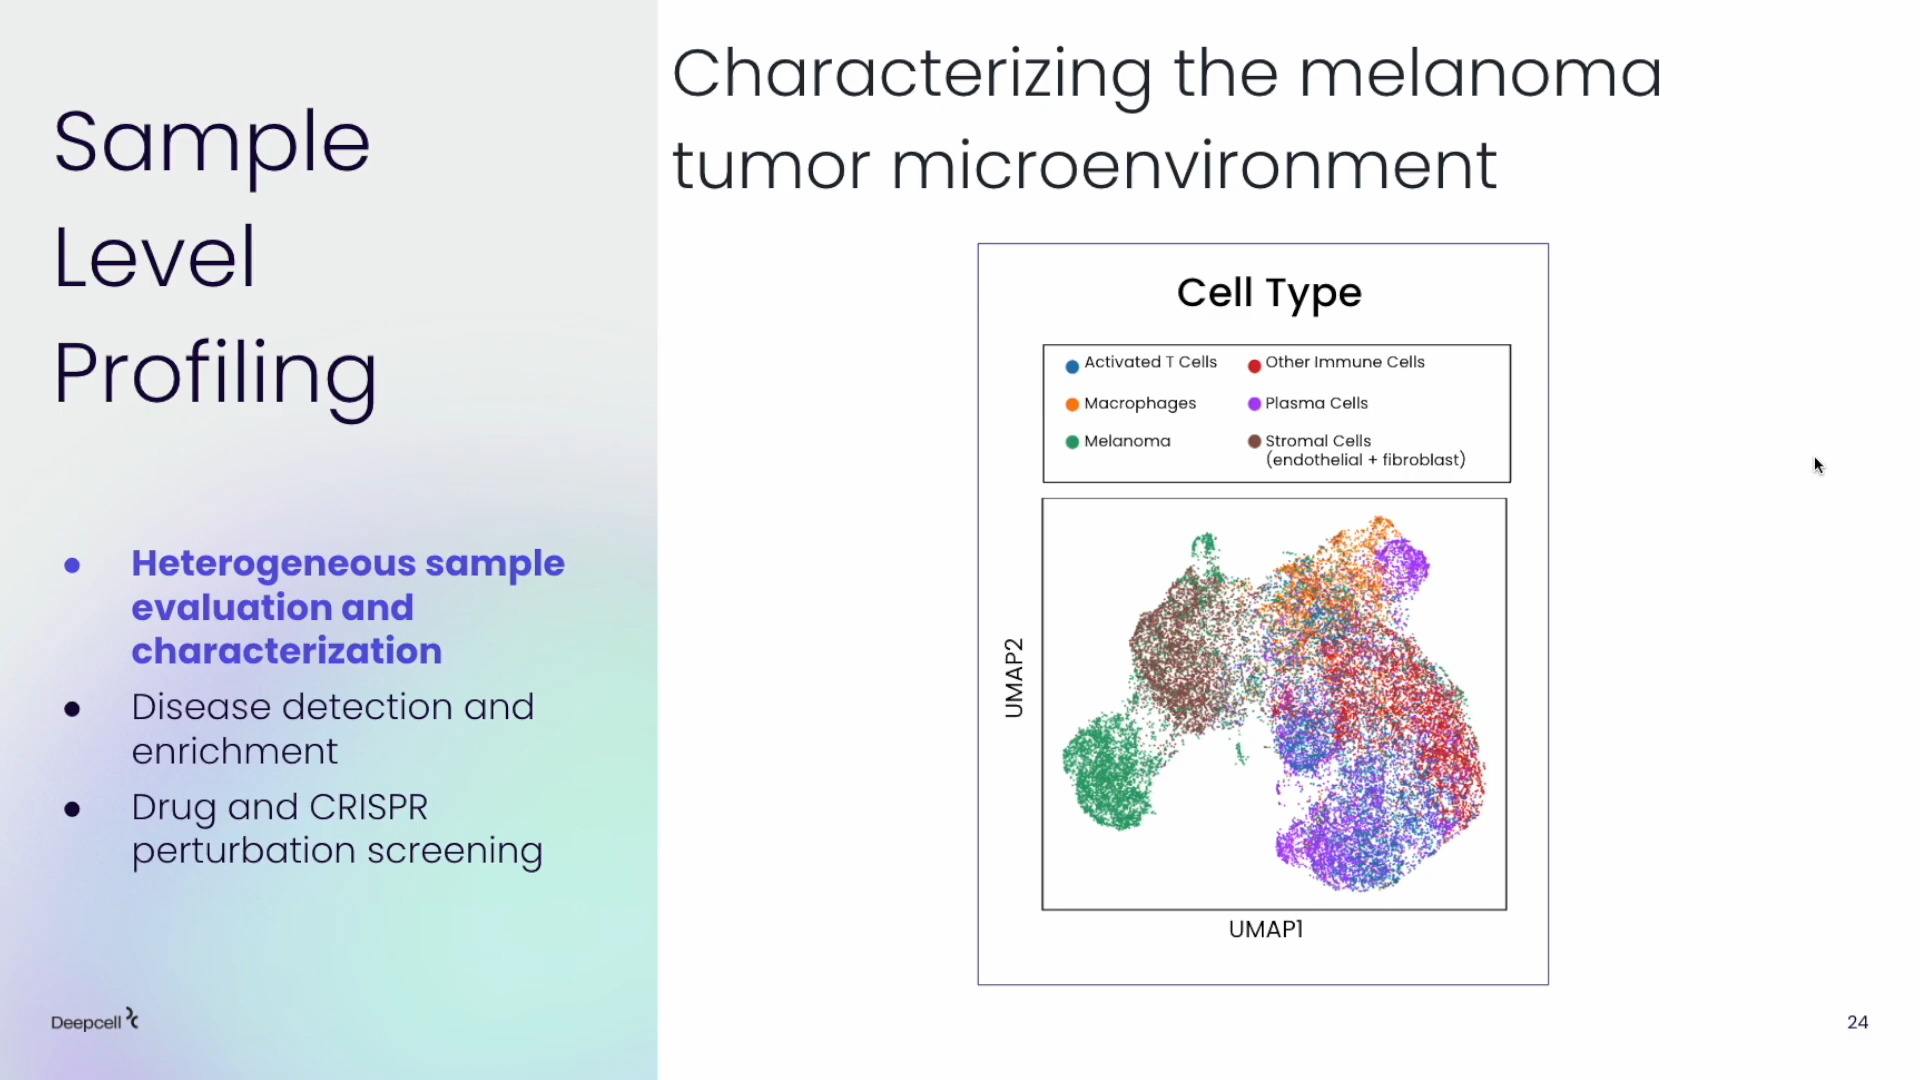 Sample
Level
Profiling
● Heterogeneous sample
evaluation and
characterization
● Disease detection and
enrichment
● Drug and CRISPR
perturbation screening
Deepcell
Characterizing the melanoma
tumor microenvironment
Cell Type
Activated T Cells
Other Immune Cells
Macrophages
Plasma Cells
Melanoma
Stromal Cells
(endothelial + fibroblast)
UMAP2
UMAP1
24